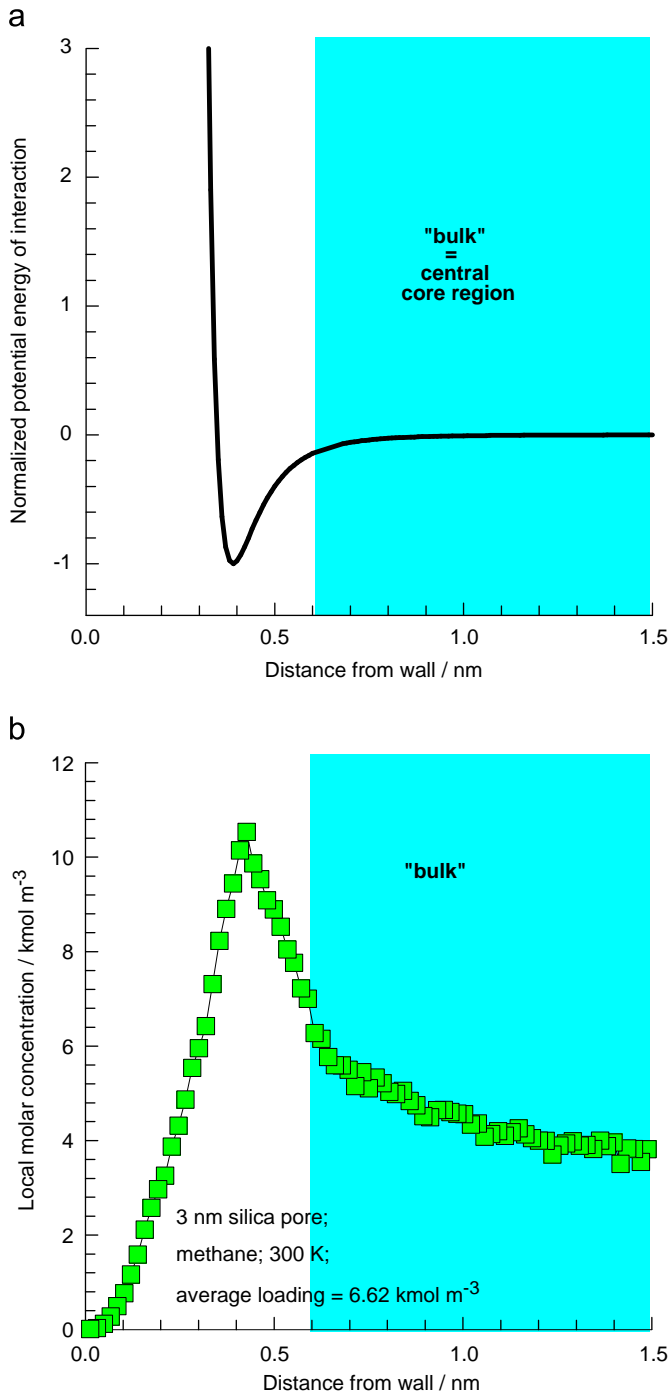 a
3
2
1
0
-1
0.0
0.5
1.0
1.5
Normalized potential energy of interaction
Distance from wall / nm
"bulk"
=
central
core region
b
12
10
8
6
4
2
0
0.0
0.5
1.0
1.5
Local molar concentration / kmol m-3
Distance from wall / nm
"bulk"
3 nm silica pore;
methane; 300 K;
average loading = 6.62 kmol m-3